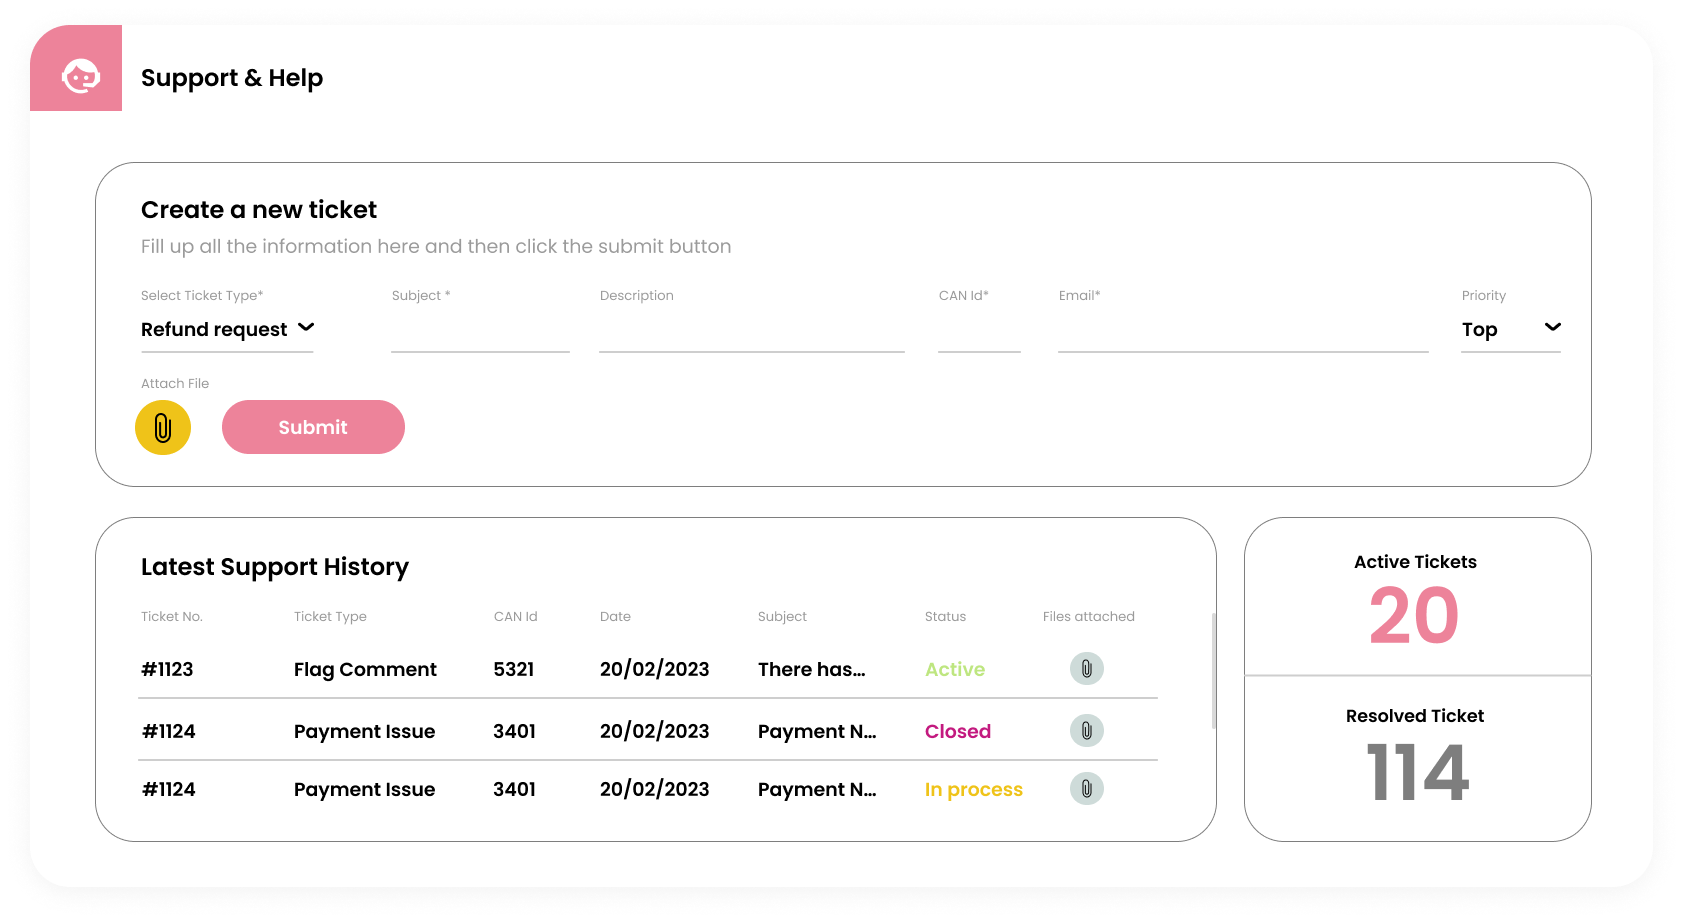 Support & Help
Create a new ticket
Fill up all the information here and then click the submit button
Select Ticket Type* Subject * Description CAN Id* Email* Priority
Refund request Top
Attach File
Submit
Latest Support History
Ticket No. Ticket Type CAN Id Date Subject Status Files attached
#1123 Flag Comment 5321 20/02/2023 There has... Active
#1124 Payment Issue 3401 20/02/2023 Payment N... Closed
#1124 Payment Issue 3401 20/02/2023 Payment N... In process
Active Tickets
20
Resolved Ticket
114